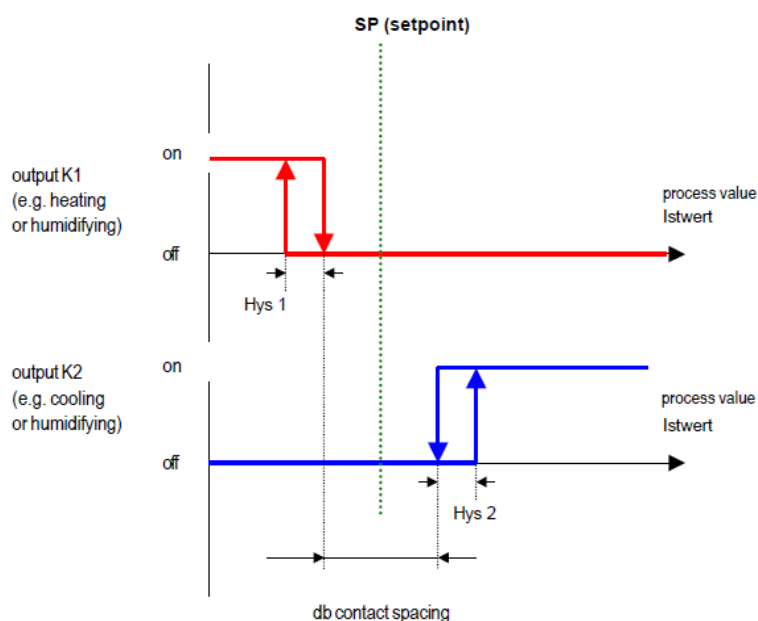 SP (setpoint)
on
output K1
(e.g. heating
or humidifying)
process value
Istwert
off
Hys 1
on
output K2
(e.g. cooling
or humidifying)
process value
Istwert
off
Hys 2
db contact spacing